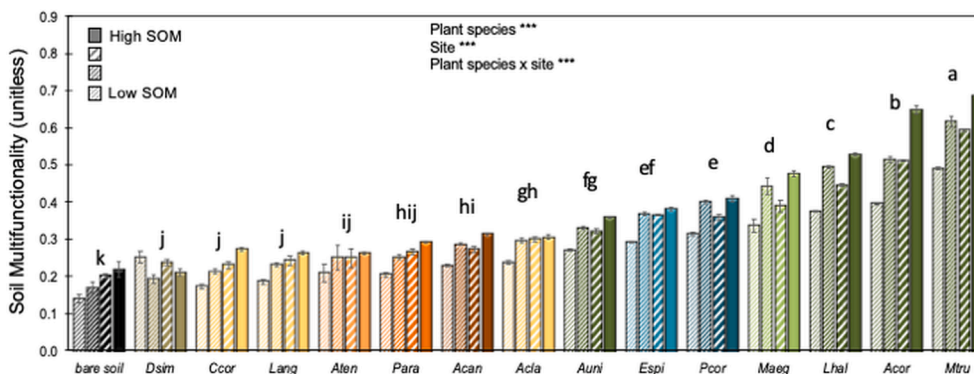 Soil Multifunctionality (unitless)
0.9
0.8
0.7
0.6
0.5
0.4
0.3
0.2
0.1
0.0
High SOM
Low SOM
Plant species ***
Site ***
Plant species x site ***
k
j
j
j
ij
hij
hi
gh
fg
ef
e
d
c
b
a
bare soil Dsim Ccor Lang Aten Para Acan Acla Auni Espi Pcor Maeg Lhal Acor Mtru